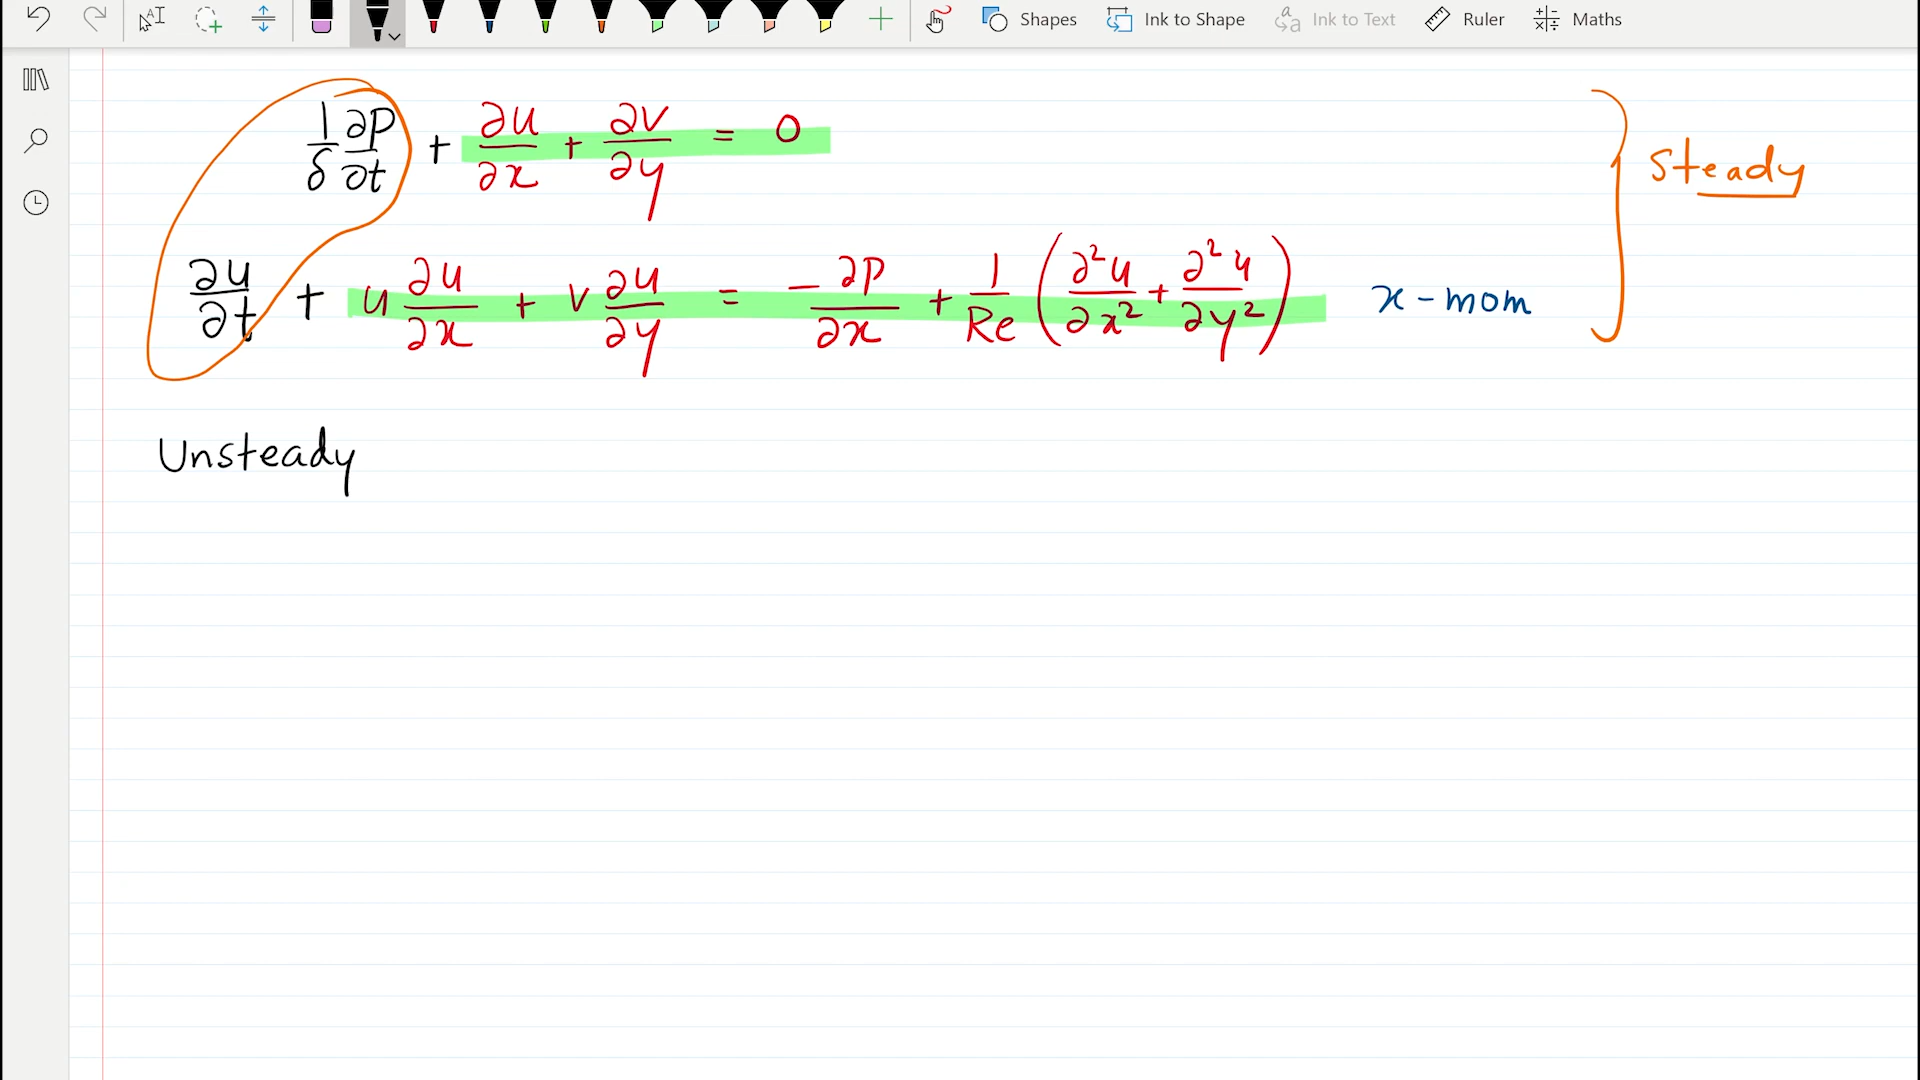 Shapes Ink to Shape Ink to Text Ruler Maths
1/δ ∂P/∂t + ∂u/∂x + ∂v/∂y = 0
Steady
∂u/∂t + u ∂u/∂x + v ∂u/∂y = - ∂P/∂x + 1/Re (∂²u/∂x² + ∂²u/∂y²) x-mom
Unsteady